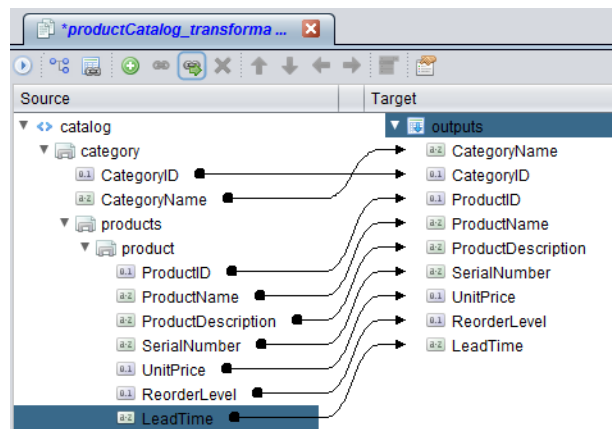 *productCatalog_transforma ...
Source Target
catalog outputs
category CategoryName
CategoryID CategoryID
CategoryName ProductID
products ProductName
product ProductDescription
ProductID SerialNumber
ProductName UnitPrice
ProductDescription ReorderLevel
SerialNumber LeadTime
UnitPrice
ReorderLevel
LeadTime